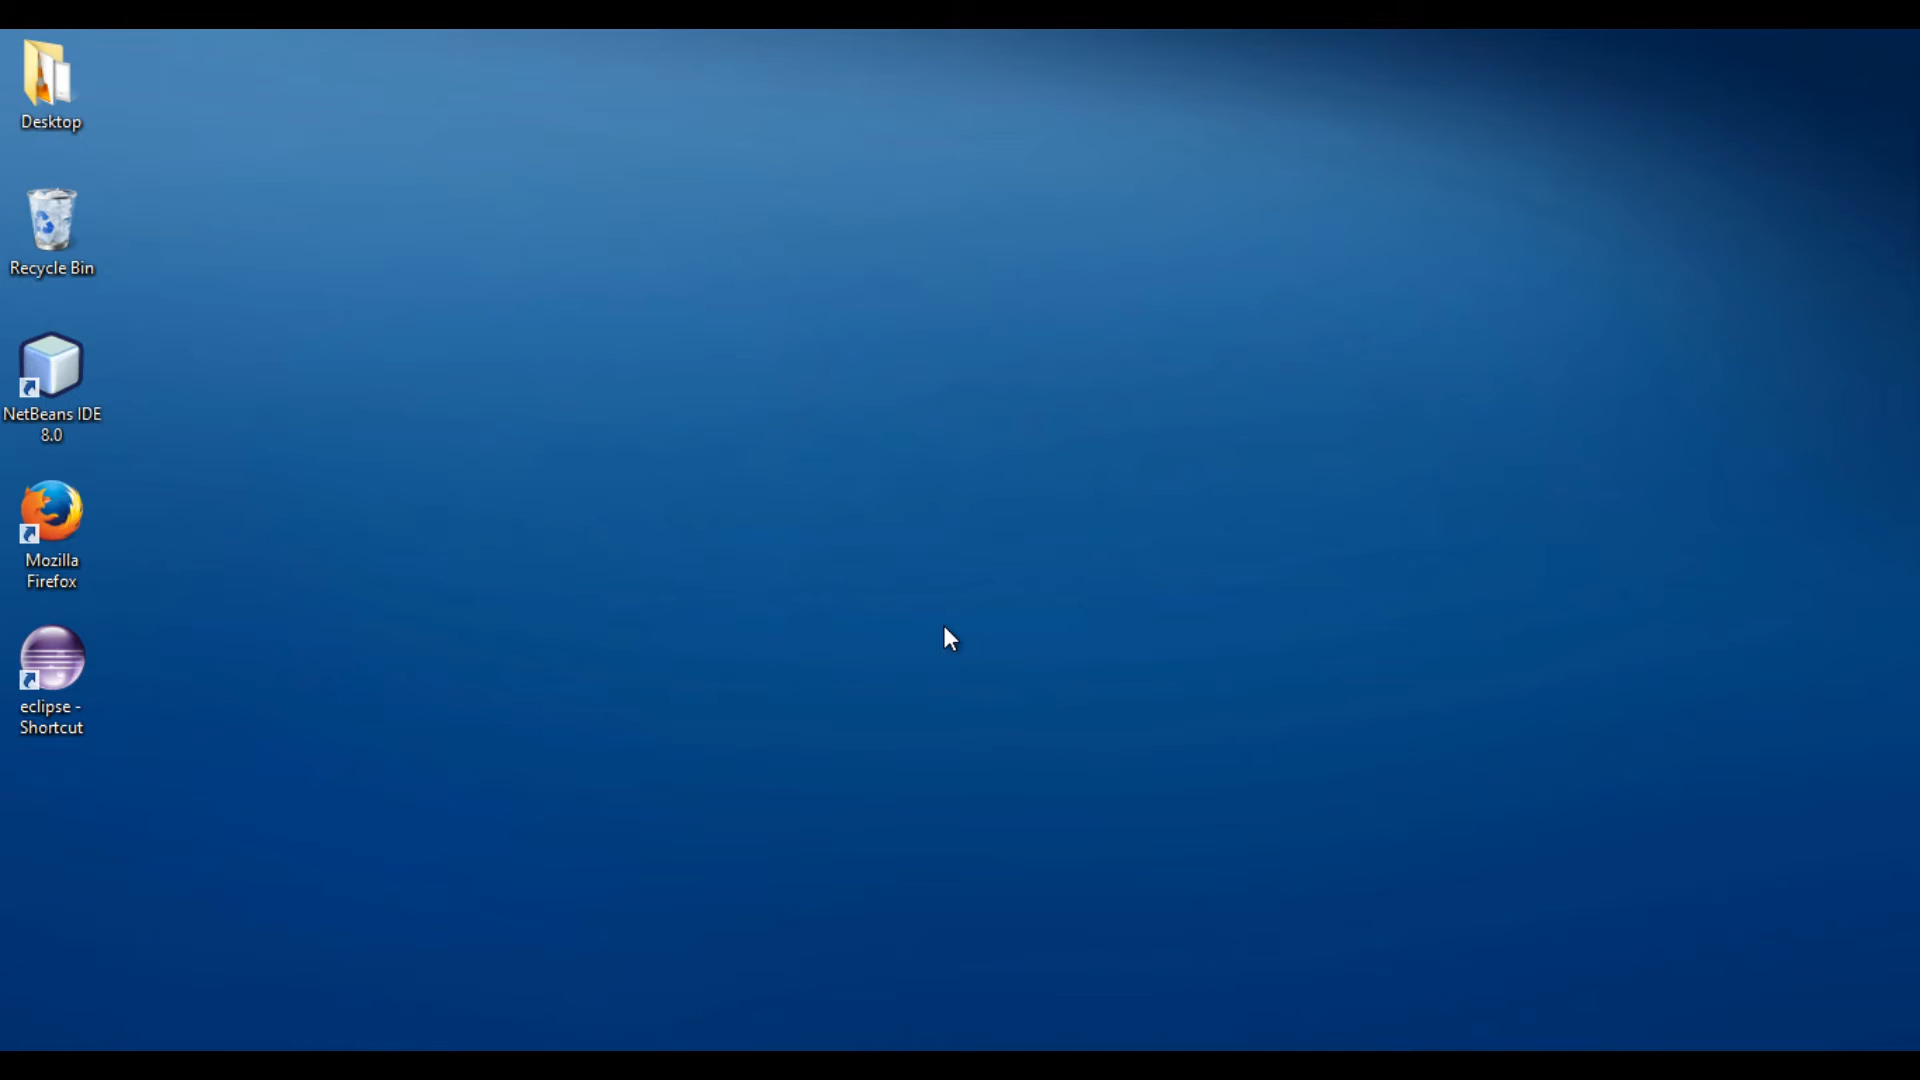 Desktop
Recycle Bin
NetBeans IDE
8.0
Mozilla
Firefox
eclipse -
Shortcut